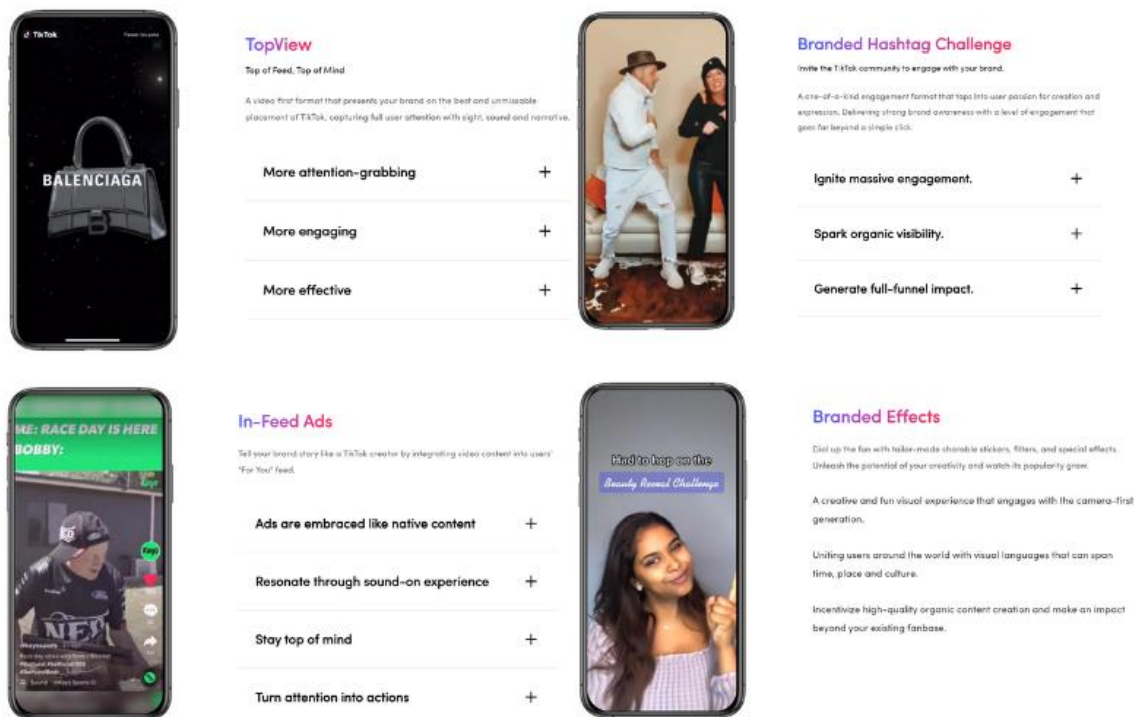 TikTok
BALENCIAGA
TopView
Top of Feed, Top of Mind
A video first format that presents your brand on the best and unmissable
placement of TikTok, capturing full user attention with sight, sound and narrative.
More attention-grabbing +
More engaging +
More effective +
Branded Hashtag Challenge
Invite the TikTok community to engage with your brand.
A one-of-a-kind engagement format that taps into user passion for creation and
expression. Delivering strong brand awareness with a level of engagement that
goes far beyond a simple click.
Ignite massive engagement. +
Spark organic visibility. +
Generate full-funnel impact. +
ME: RACE DAY IS HERE
BOBBY:
Kayo
In-Feed Ads
Tell your brand story like a TikTok creator by integrating video content into users'
"For You" feed.
Ads are embraced like native content +
Resonate through sound-on experience +
Stay top of mind +
Turn attention into actions +
Had to hop on the
Beauty Reveal Challenge
Branded Effects
Dial up the fun with tailor-made sharable stickers, filters, and special effects.
Unleash the potential of your creativity and watch its popularity grow.
A creative and fun visual experience that engages with the camera-first
generation.
Uniting users around the world with visual languages that can span
time, place and culture.
Incentivize high-quality organic content creation and make an impact
beyond your existing fanbase.